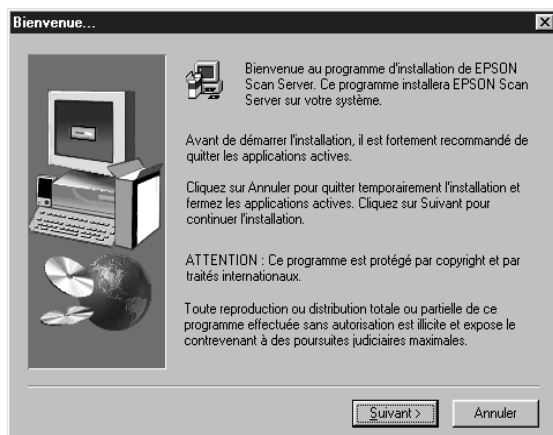 Bienvenue...
Bienvenue au programme d'installation de EPSON
Scan Server. Ce programme installera EPSON Scan
Server sur votre système.
Avant de démarrer l'installation, il est fortement recommandé de
quitter les applications actives.
Cliquez sur Annuler pour quitter temporairement l'installation et
fermez les applications actives. Cliquez sur Suivant pour
continuer l'installation.
ATTENTION : Ce programme est protégé par copyright et par
traités internationaux.
Toute reproduction ou distribution totale ou partielle de ce
programme effectuée sans autorisation est illicite et expose le
contrevenant à des poursuites judiciaires maximales.
Suivant >
Annuler